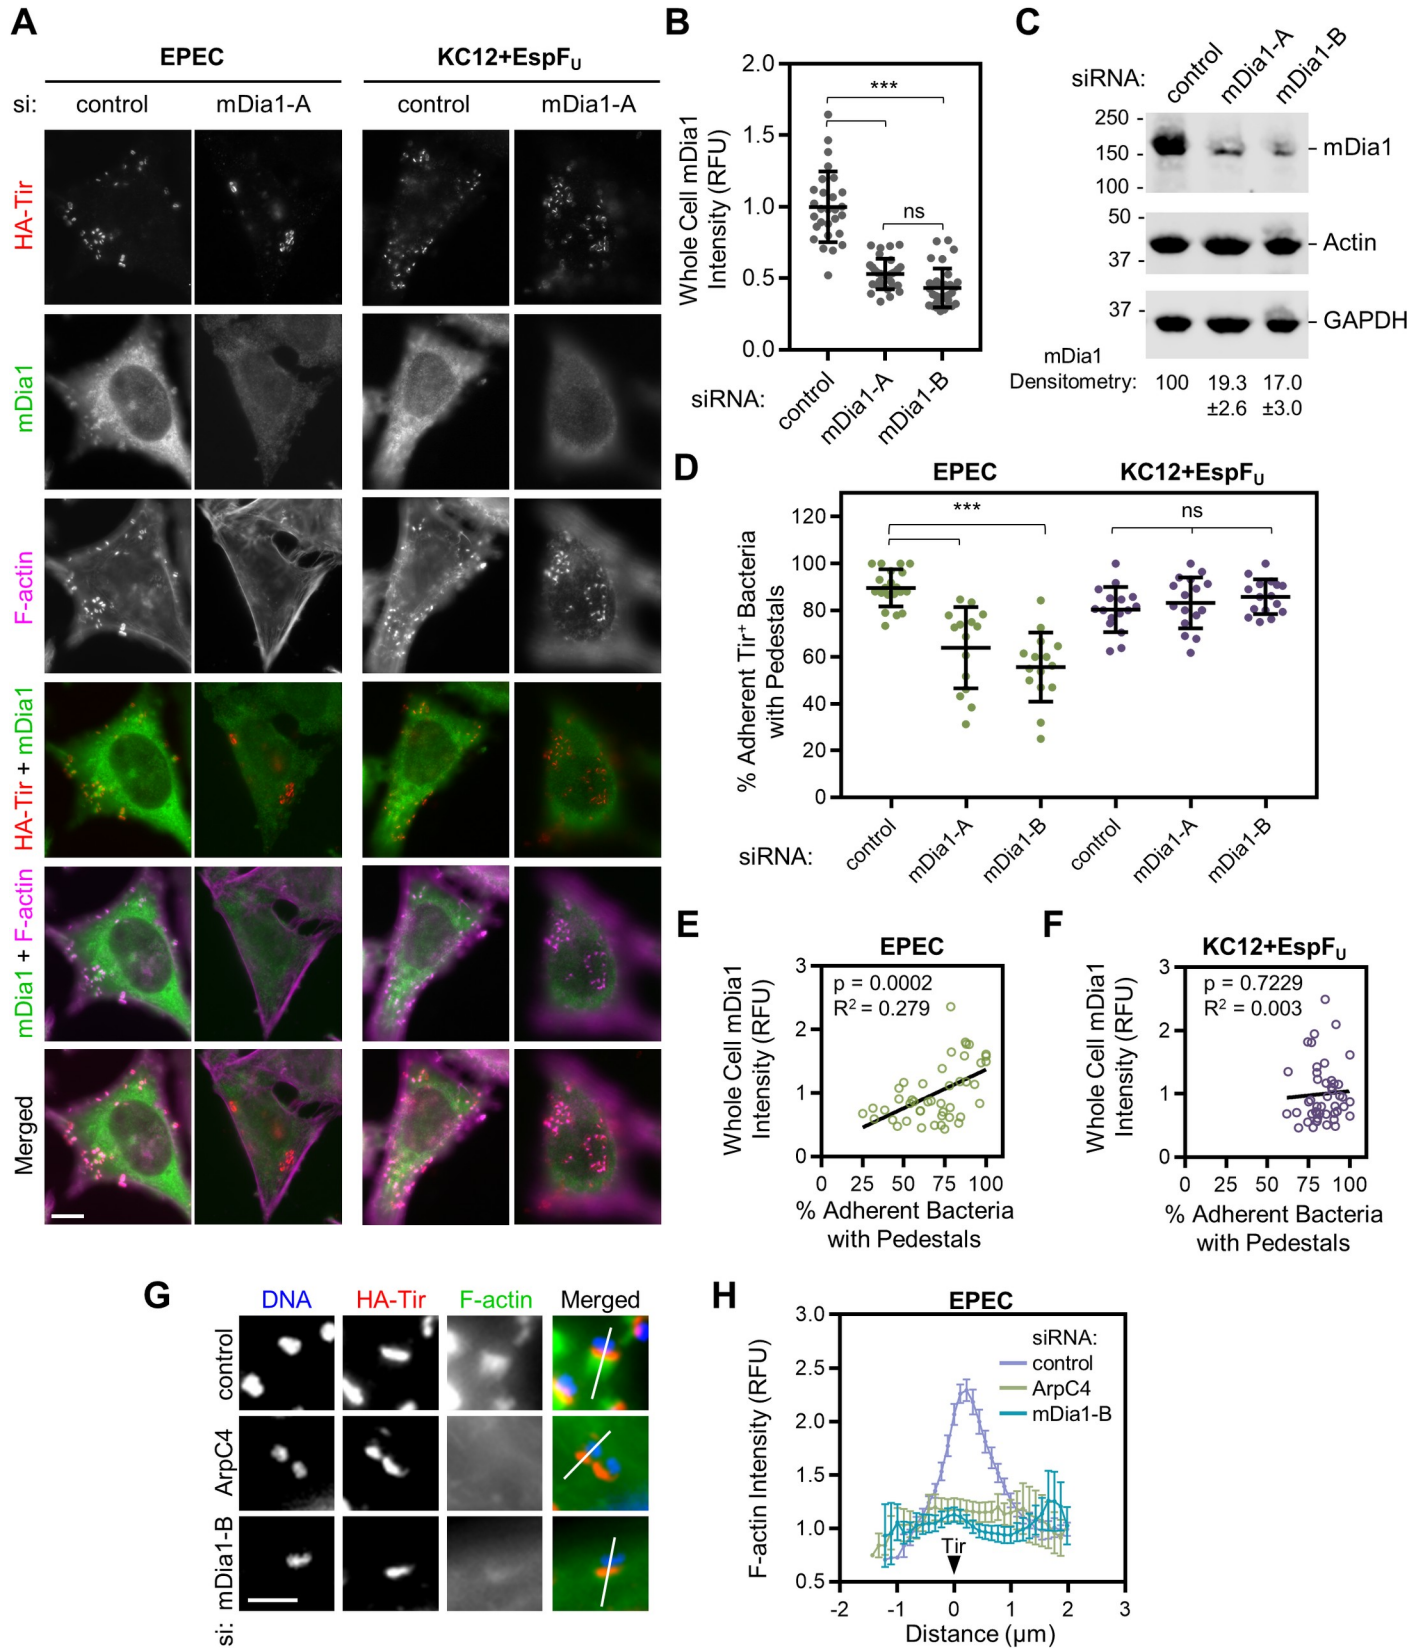 A
EPEC
KC12+EspFU
si:
control
mDia1-A
control
mDia1-A
HA-Tir
mDia1
F-actin
HA-Tir + mDia1
mDia1 + F-actin
Merged
B
Whole Cell mDia1
Intensity (RFU)
2.0
1.5
1.0
0.5
0.0
***
ns
siRNA:
control
mDia1-A
mDia1-B
C
siRNA:
control
mDia1-A
mDia1-B
250
150
100
mDia1
50
37
Actin
37
GAPDH
mDia1
Densitometry:
100
19.3
±2.6
17.0
±3.0
D
EPEC
KC12+EspFU
% Adherent Tir+ Bacteria
with Pedestals
120
100
80
60
40
20
0
***
ns
siRNA:
control
mDia1-A
mDia1-B
control
mDia1-A
mDia1-B
E
EPEC
Whole Cell mDia1
Intensity (RFU)
p = 0.0002
R2 = 0.279
3
2
1
0
0 25 50 75 100
% Adherent Bacteria
with Pedestals
F
KC12+EspFU
Whole Cell mDia1
Intensity (RFU)
p = 0.7229
R2 = 0.003
3
2
1
0
0 25 50 75 100
% Adherent Bacteria
with Pedestals
G
DNA
HA-Tir
F-actin
Merged
control
ArpC4
si: mDia1-B
H
EPEC
F-actin Intensity (RFU)
3.0
2.5
2.0
1.5
1.0
0.5
siRNA:
control
ArpC4
mDia1-B
Tir
-2 -1 0 1 2 3
Distance (µm)